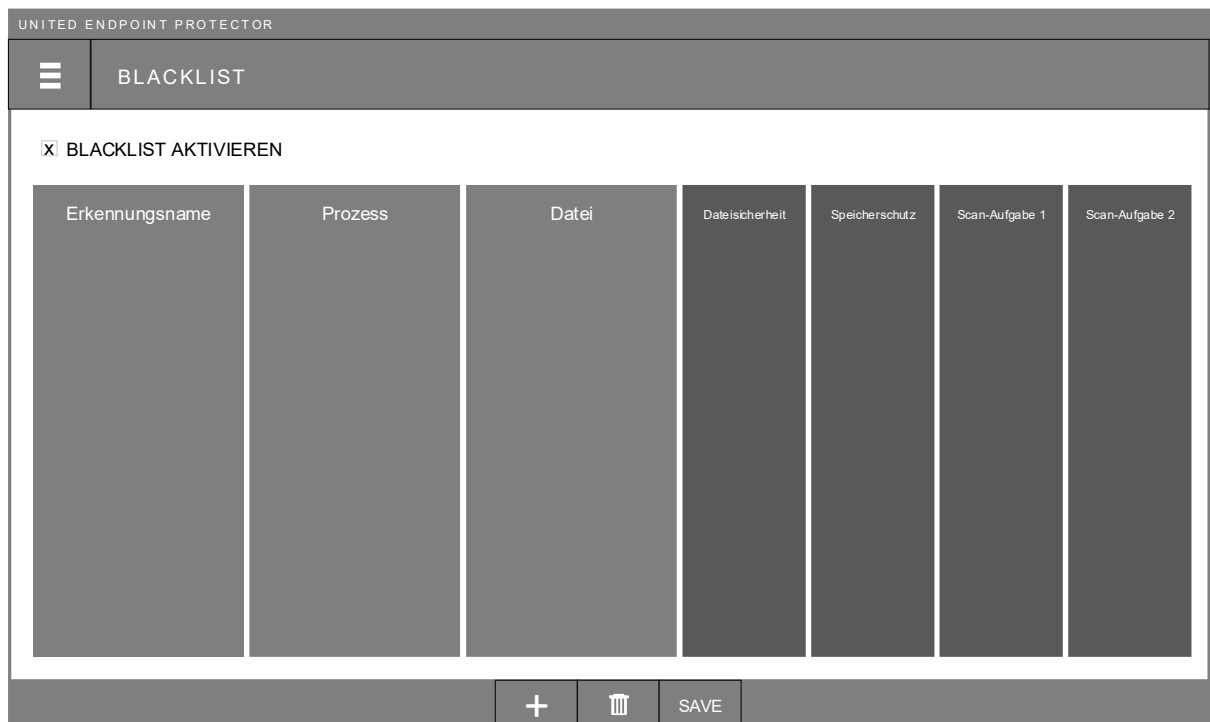 UNITED ENDPOINT PROTECTOR
BLACKLIST
X BLACKLIST AKTIVIEREN
Erkennungsname Prozess Datei Dateisicherheit Speicherschutz Scan-Aufgabe 1 Scan-Aufgabe 2
SAVE